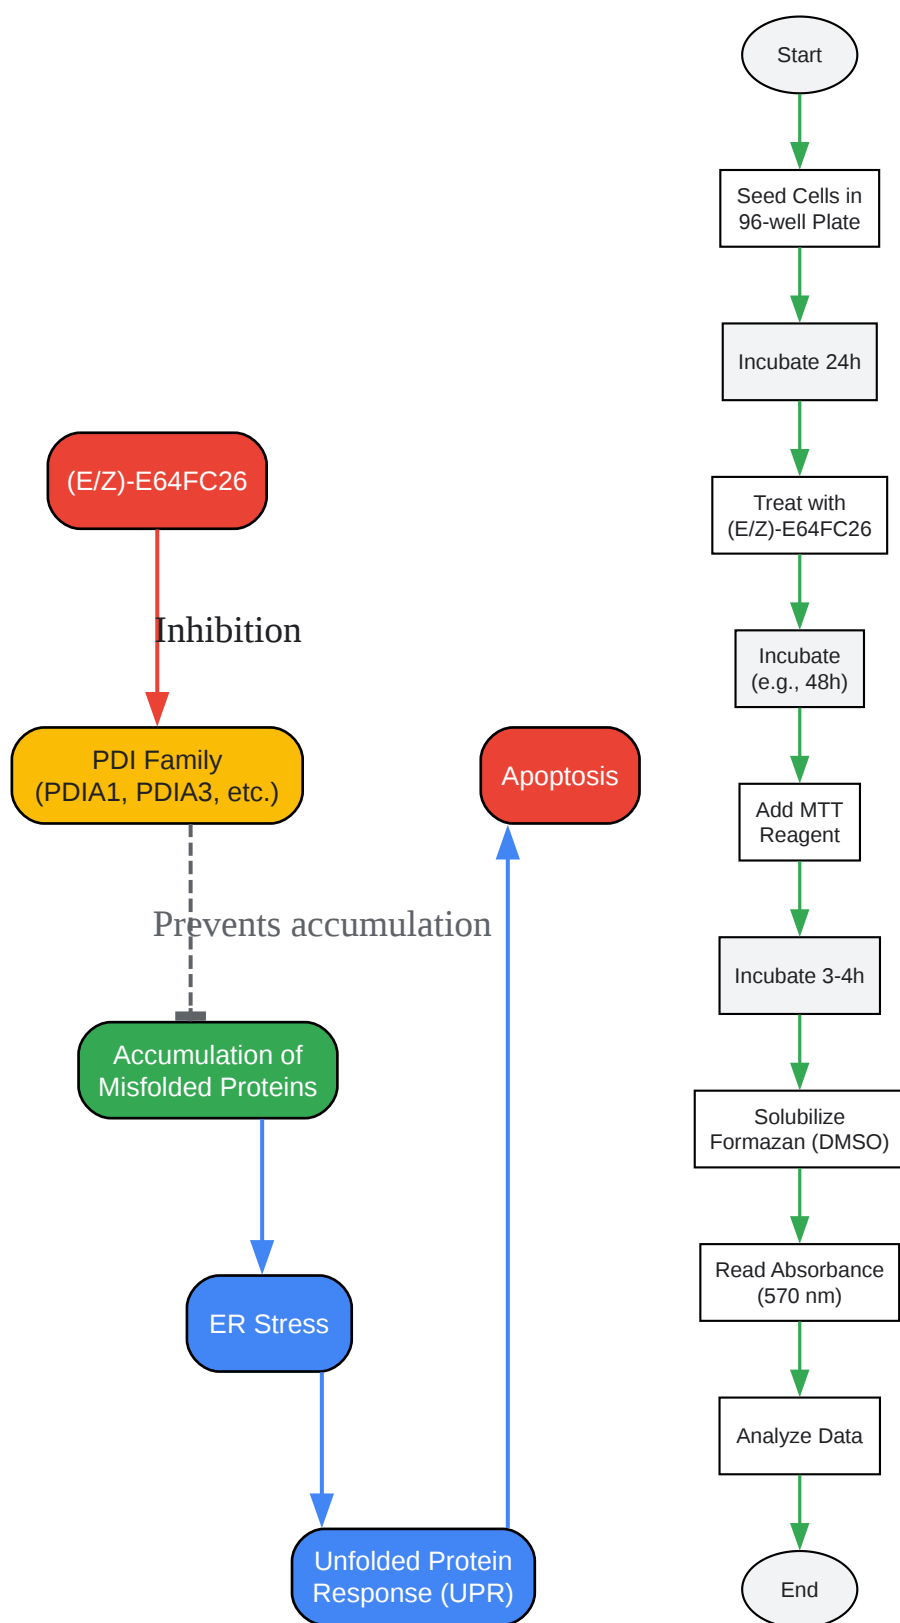 (E/Z)-E64FC26
Inhibition
PDI Family
(PDIA1, PDIA3, etc.)
Apoptosis
Prevents accumulation
Accumulation of
Misfolded Proteins
ER Stress
Unfolded Protein
Response (UPR)
Start
Seed Cells in
96-well Plate
Incubate 24h
Treat with
(E/Z)-E64FC26
Incubate
(e.g., 48h)
Add MTT
Reagent
Incubate 3-4h
Solubilize
Formazan (DMSO)
Read Absorbance
(570 nm)
Analyze Data
End